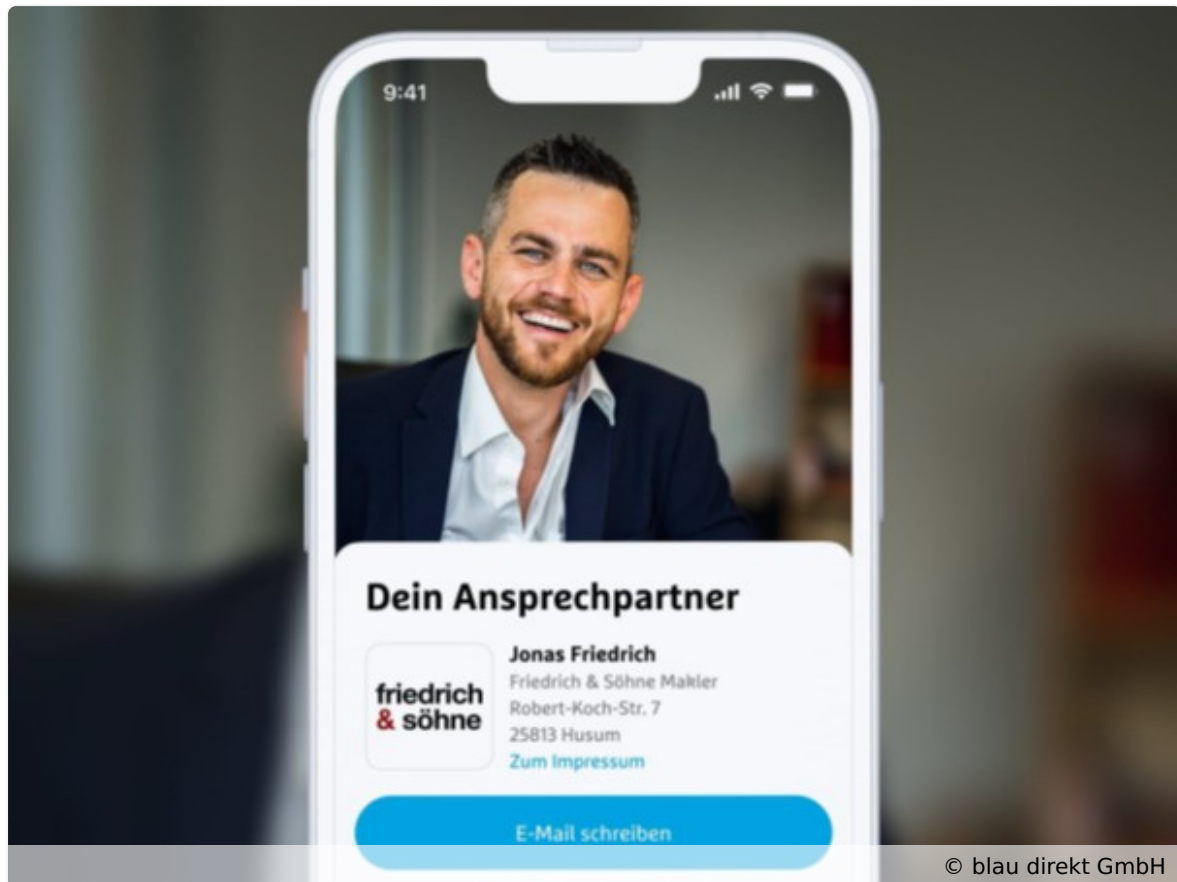 9:41
Dein Ansprechpartner
friedrich
& söhne
Jonas Friedrich
Friedrich & Söhne Makler
Robert-Koch-Str. 7
25813 Husum
Zum Impressum
E-Mail schreiben
© blau direkt GmbH